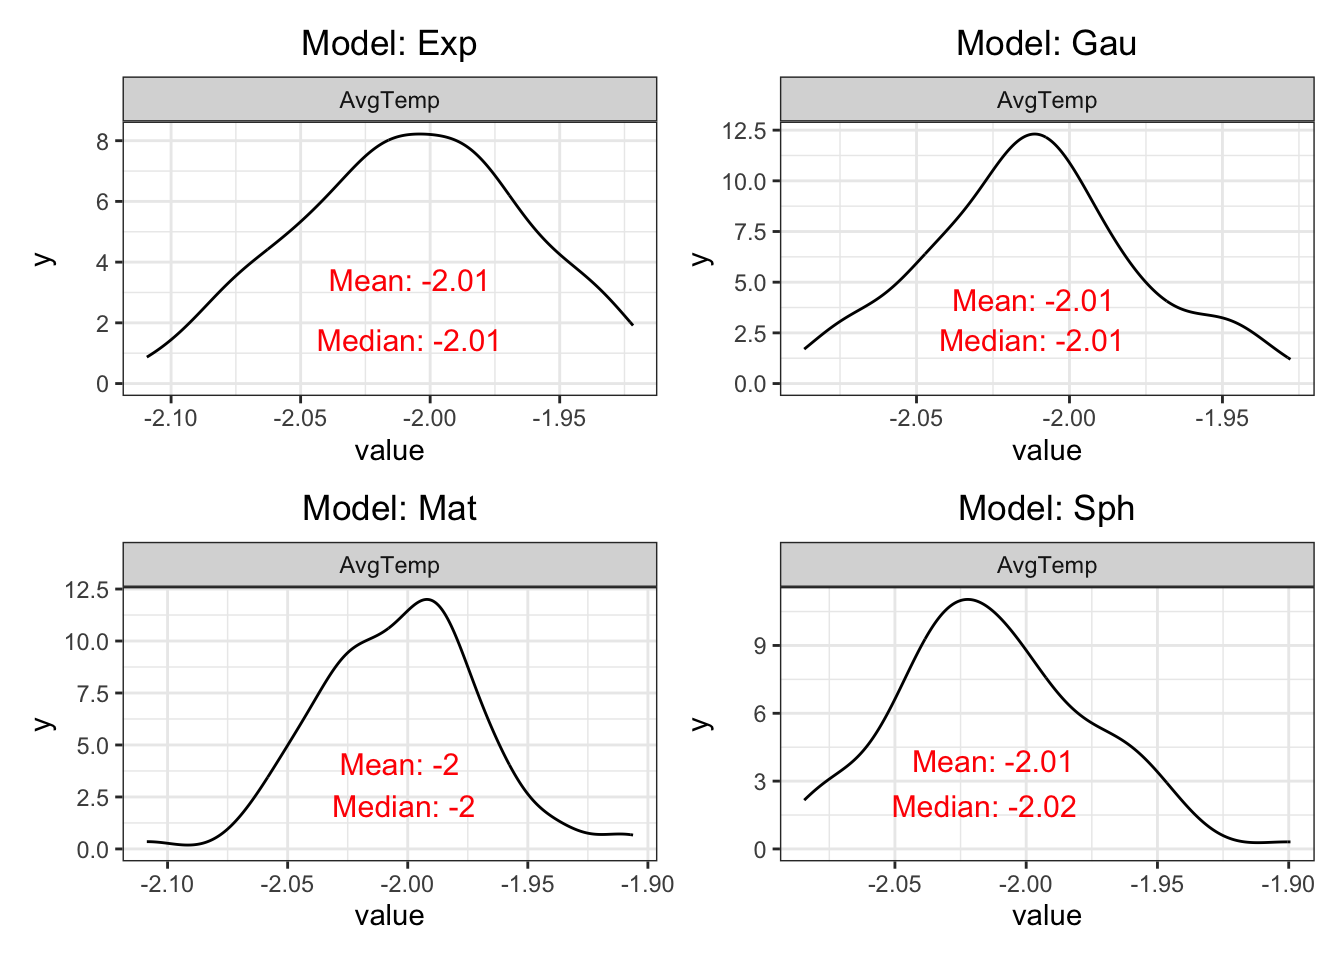 Model: Exp
AvgTemp
8
6
4
2
0
y
Mean: -2.01
Median: -2.01
-2.10
-2.05
-2.00
-1.95
value
Model: Gau
AvgTemp
12.5
10.0
7.5
5.0
2.5
0.0
y
Mean: -2.01
Median: -2.01
-2.05
-2.00
-1.95
value
Model: Mat
AvgTemp
12.5
10.0
7.5
5.0
2.5
0.0
y
Mean: -2
Median: -2
-2.10
-2.05
-2.00
-1.95
-1.90
value
Model: Sph
AvgTemp
9
6
3
0
y
Mean: -2.01
Median: -2.02
-2.05
-2.00
-1.95
-1.90
value